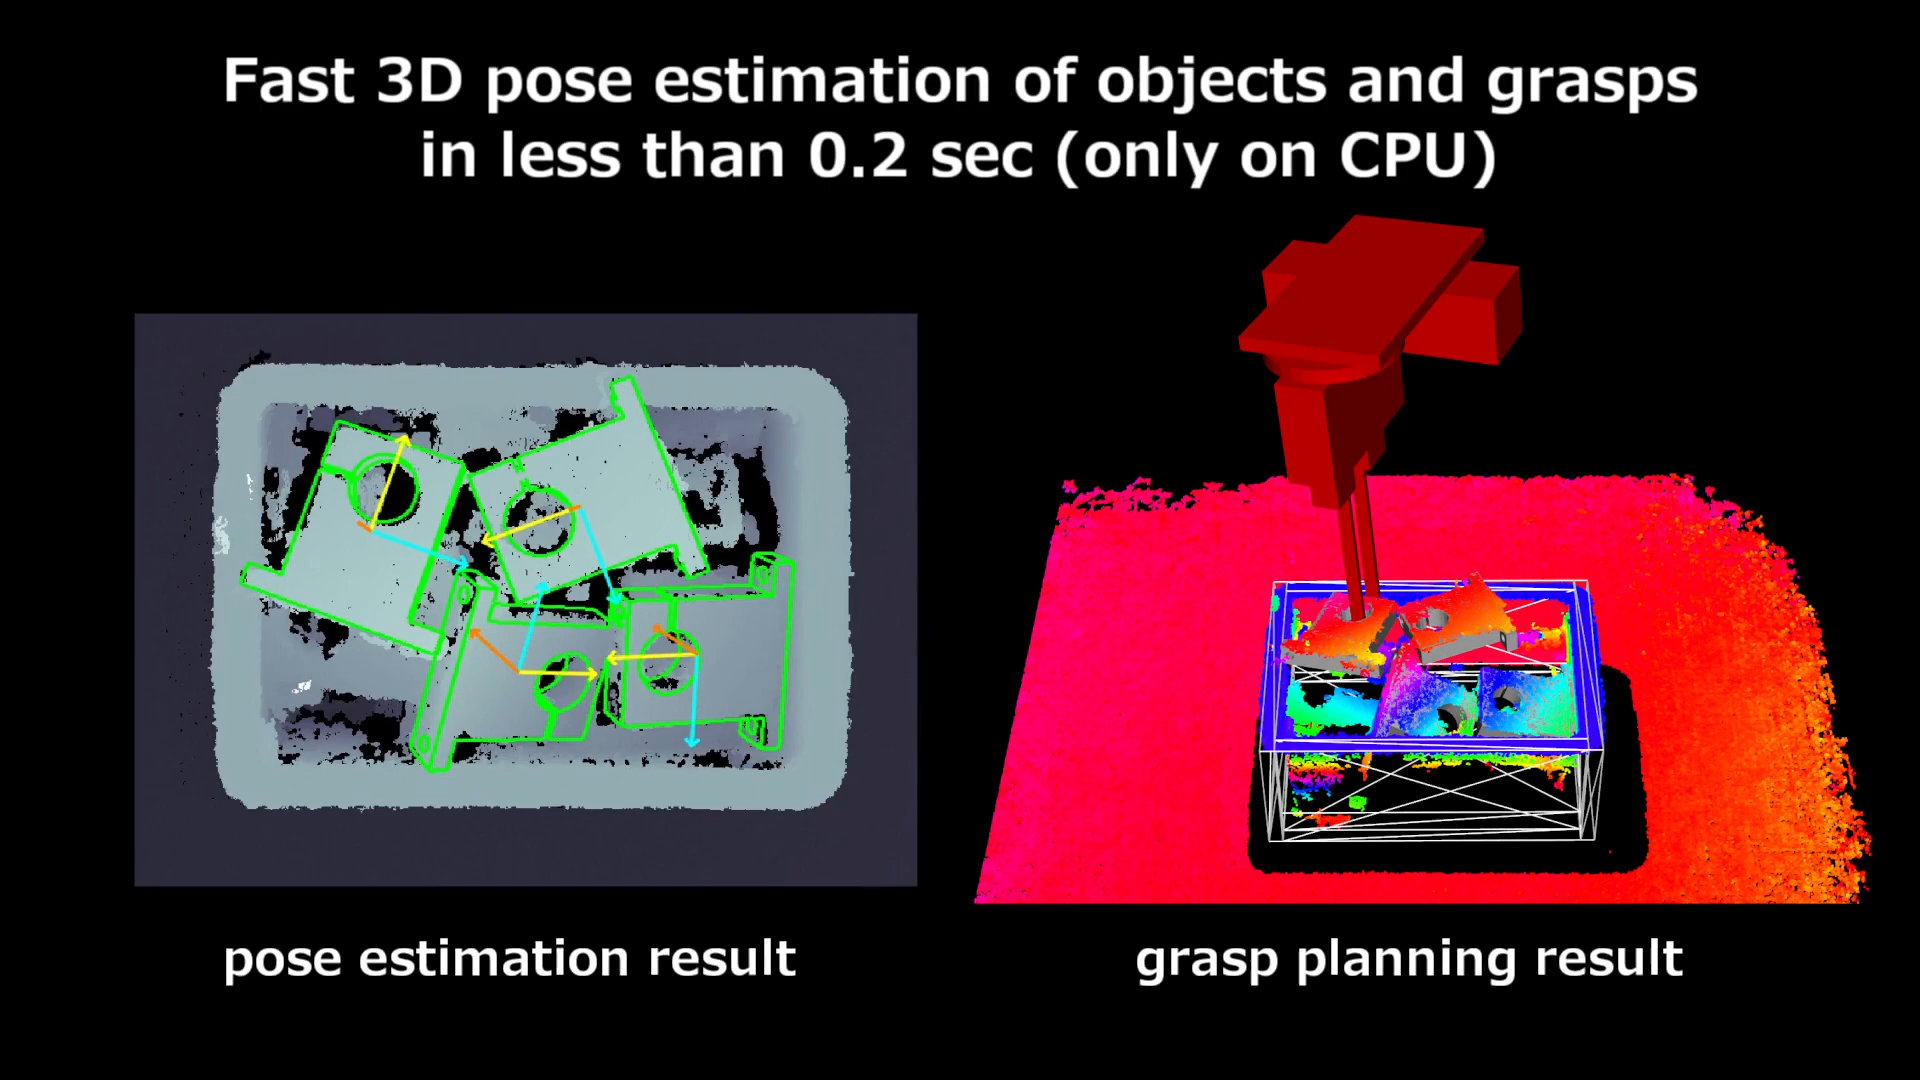 Fast 3D pose estimation of objects and grasps
in less than 0.2 sec (only on CPU)
pose estimation result
grasp planning result